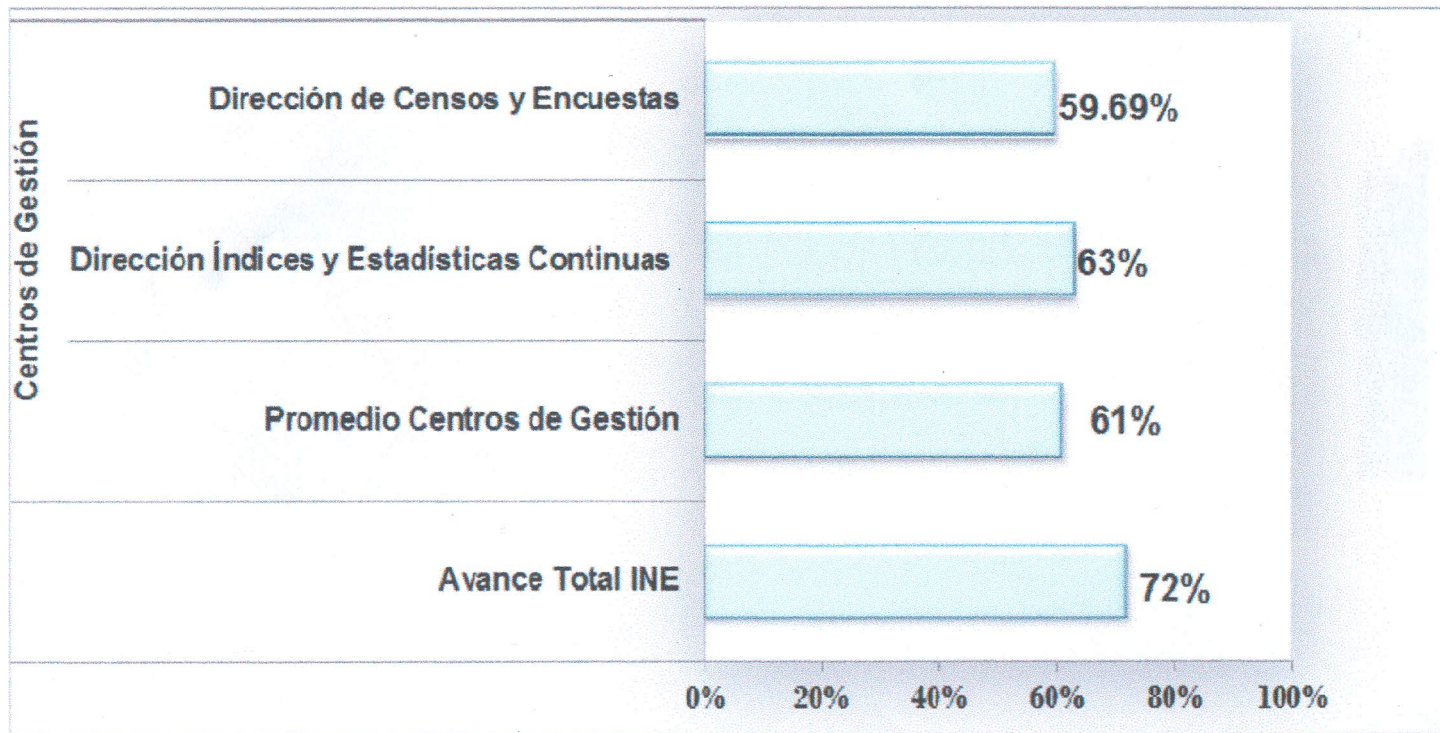 Centros de Gestión
Dirección de Censos y Encuestas
59.69%
Dirección Índices y Estadísticas Continuas
63%
Promedio Centros de Gestión
61%
Avance Total INE
72%
0% 20% 40% 60% 80% 100%